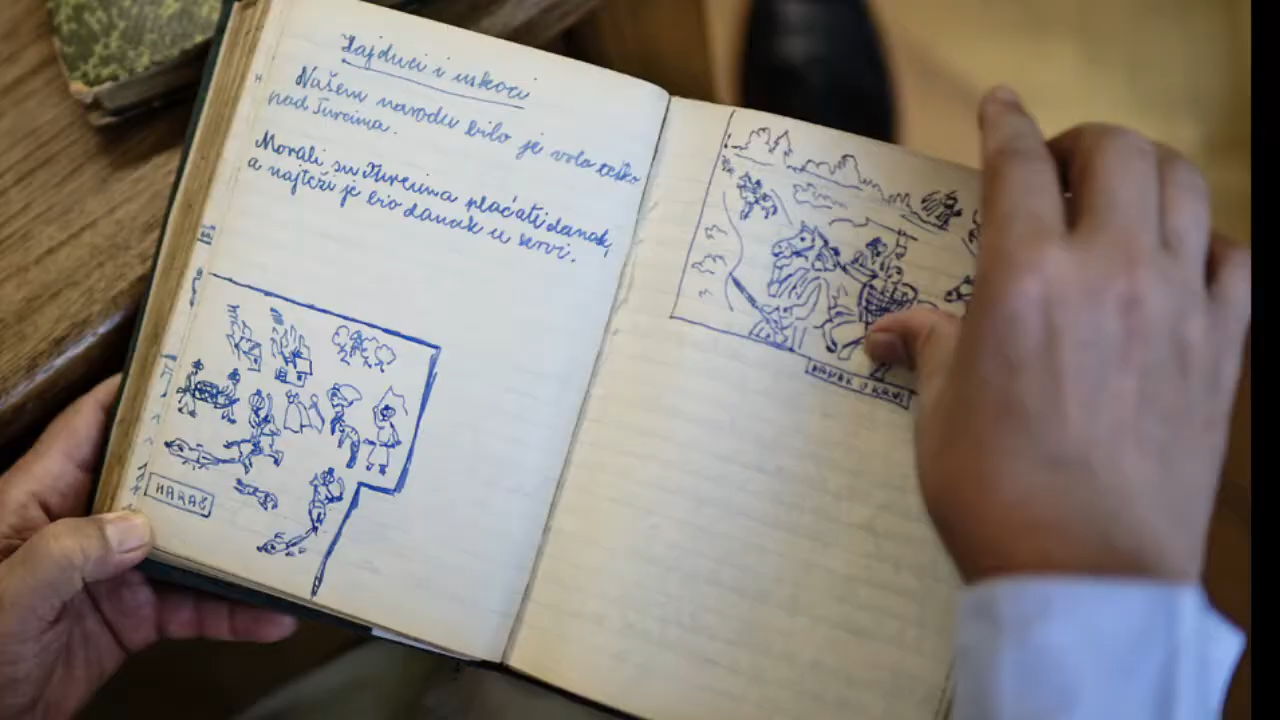 Hajduci i uskoci
Našem narodu bilo je vrlo teško
pod Turcima.
Morali su Turcima plaćati danak,
a najteži je bio danak u krvi.
HARAČ
DANAK U KRVI